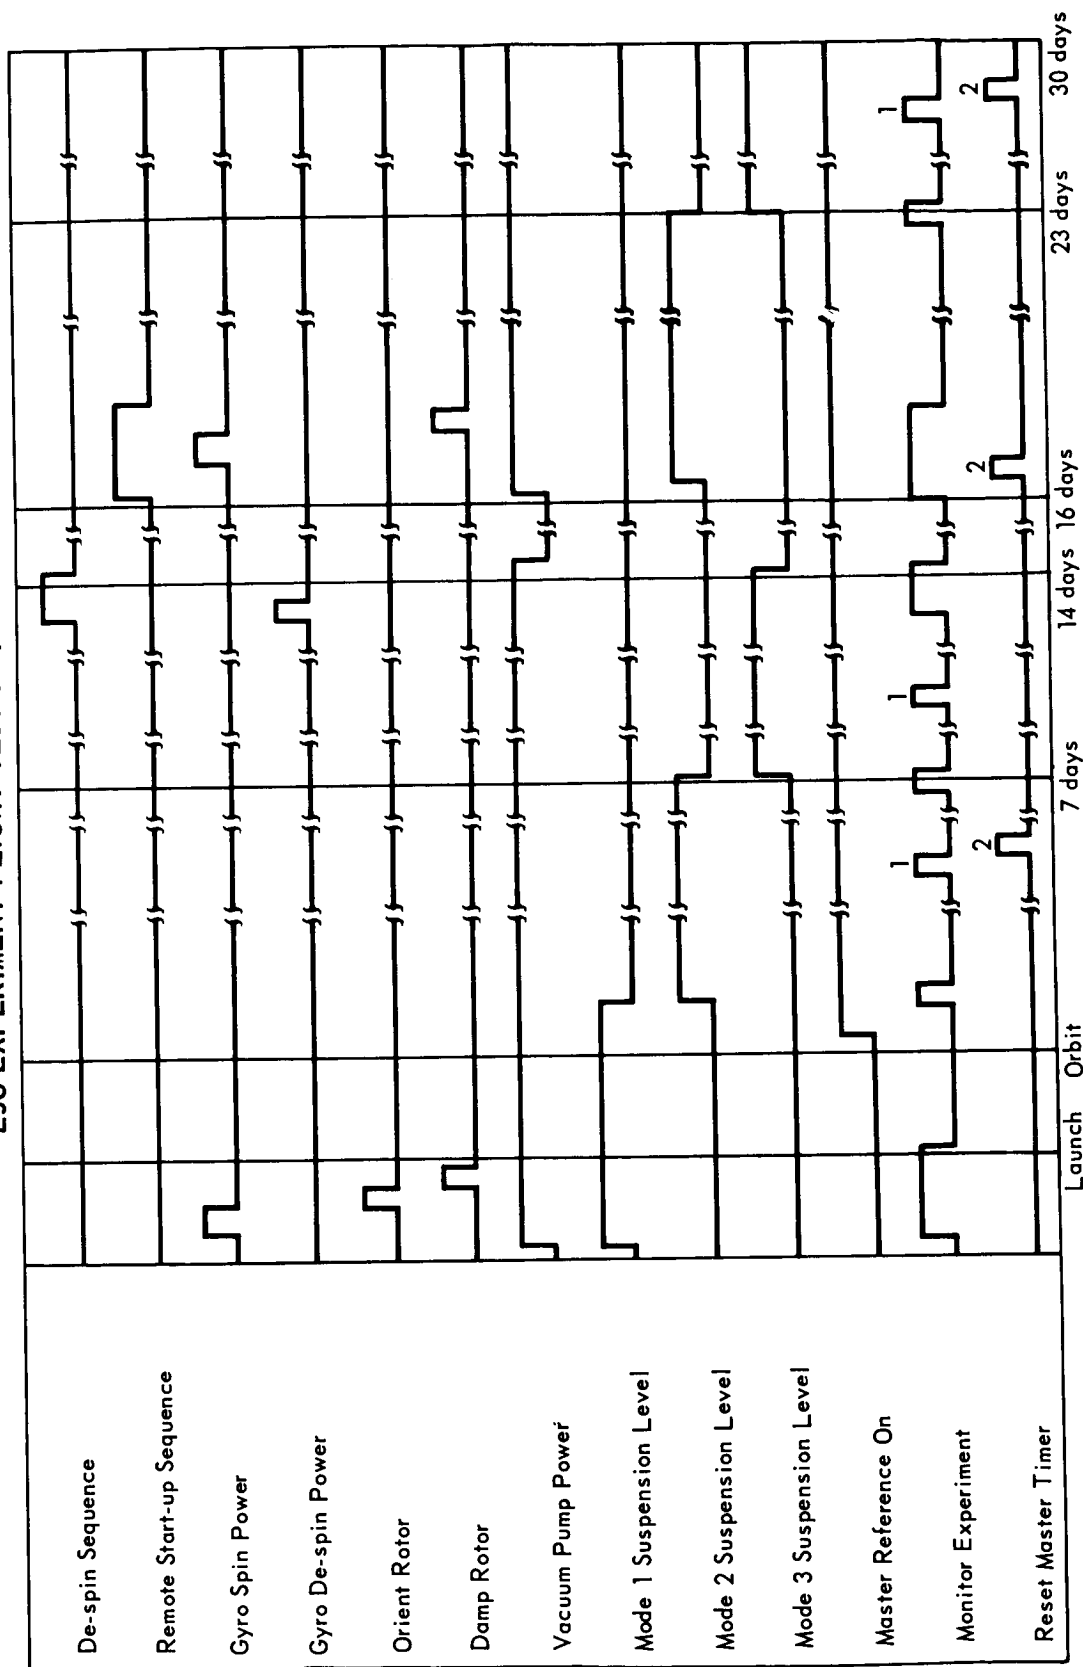 De-spin Sequence
Remote Start-up Sequence
Gyro Spin Power
Gyro De-spin Power
Orient Rotor
Damp Rotor
Vacuum Pump Power
Mode 1 Suspension Level
Mode 2 Suspension Level
Mode 3 Suspension Level
Master Reference On
Monitor Experiment
1
1
1
Reset Master Timer
2
2
2
Launch Orbit 7 days 14 days 16 days 23 days 30 days